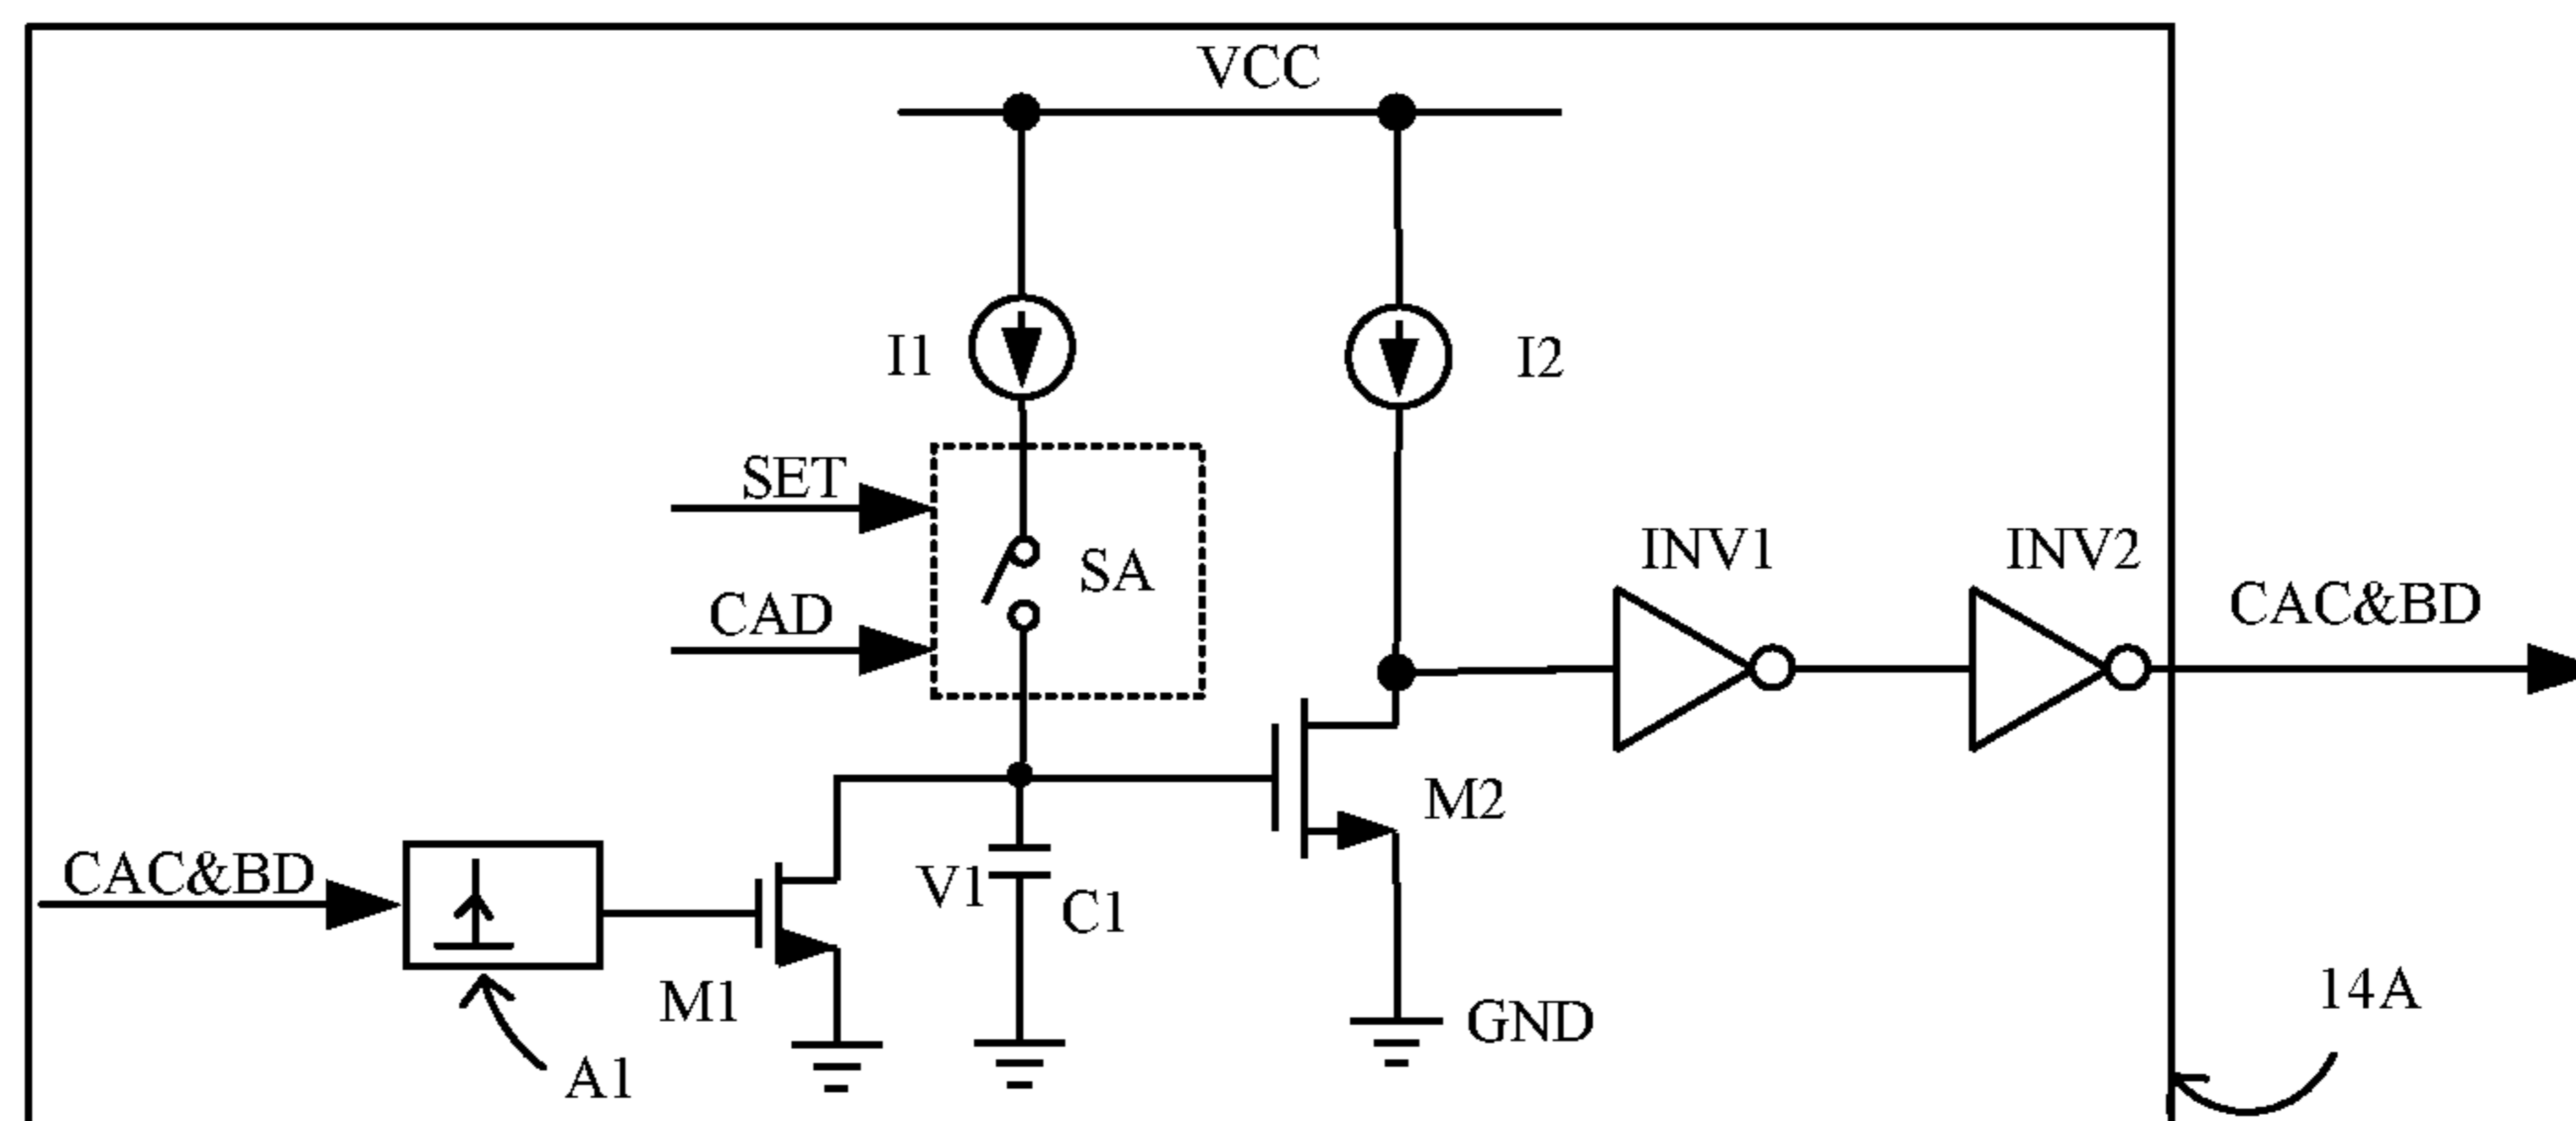 VCC
I1
I2
SET
SA
CAD
INV1
INV2
CAC&BD
M2
CAC&BD
V1
C1
M1
GND
14A
A1